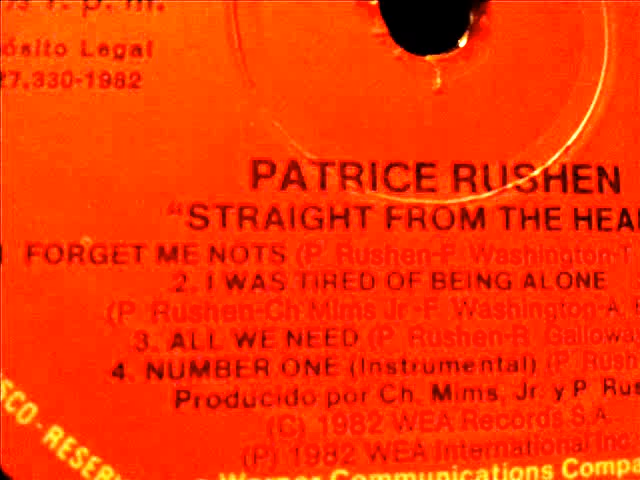 r.p.m.
ósito Legal
27.330-1982
PATRICE RUSHEN
"STRAIGHT FROM THE HEA
FORGET ME NOTS (P. Rushen-F. Washington-T
2. I WAS TIRED OF BEING ALONE
(P. Rushen-Ch Mims Jr.-F. Washington-A.
3. ALL WE NEED (P. Rushen-R. Galloway
4. NUMBER ONE (Instrumental) (P. Rush
Producido por Ch. Mims, Jr. y P. Rus
(C) 1982 WEA Records S.A.
(P) 1982 WEA International Inc.
ISCO-RESER
Warner Communications Compa